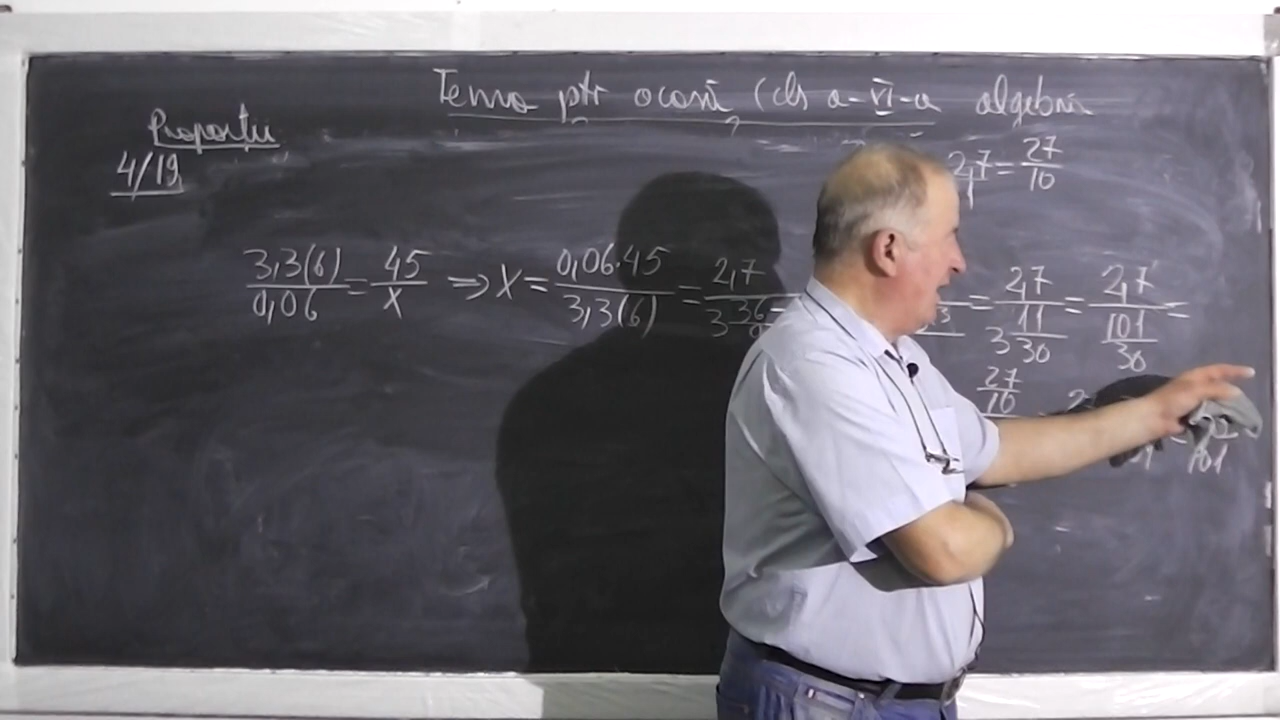 Tema ptr acasă (cls a-VI-a algebră
Proporții
4/19
2,7 = 27/10
3,3(6)/0,06 = 45/x ⇒ x = 0,06·45/3,3(6) = 2,7/3 36- = 2,7/3 11/30 = 2,7/101/30 =
27/10
101